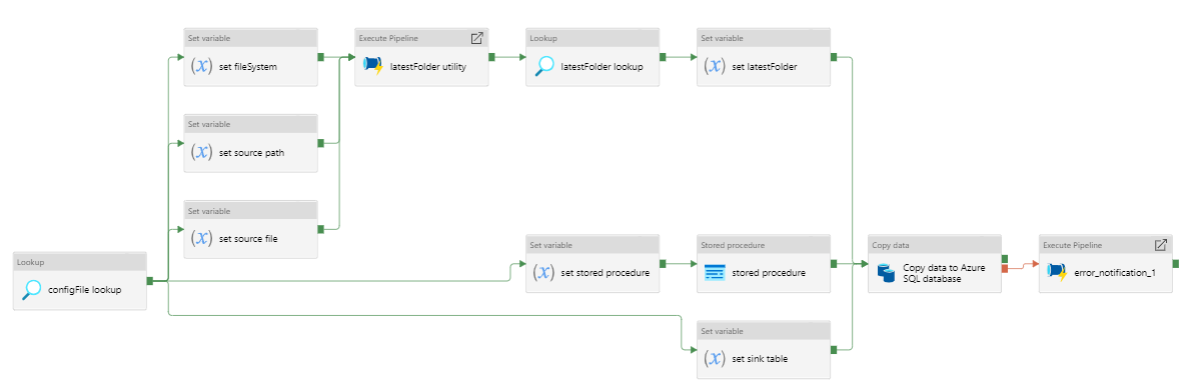 Set variable
(x) set fileSystem
Execute Pipeline
latestFolder utility
Lookup
latestFolder lookup
Set variable
(x) set latestFolder
Set variable
(x) set source path
Set variable
(x) set source file
Lookup
configFile lookup
Set variable
(x) set stored procedure
Stored procedure
stored procedure
Copy data
Copy data to Azure
SQL database
Execute Pipeline
error_notification_1
Set variable
(x) set sink table